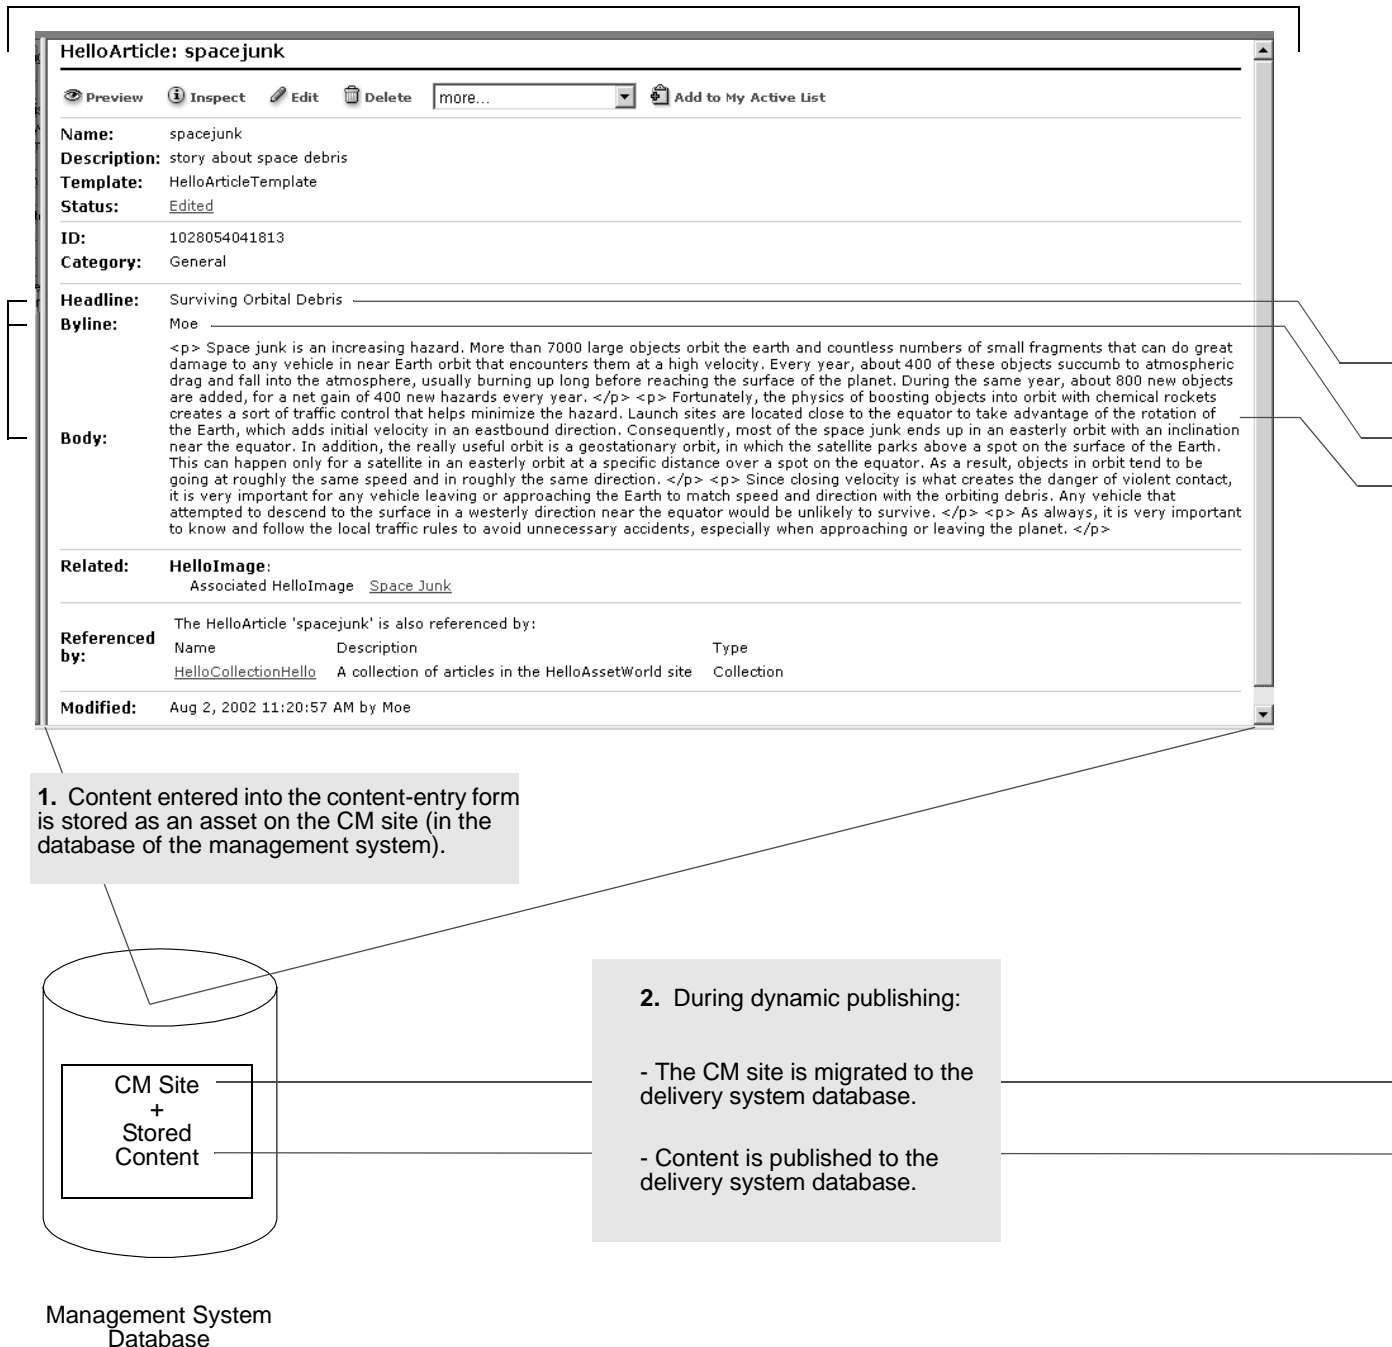 HelloArticle: spacejunk
Preview Inspect Edit Delete more... Add to My Active List
Name: spacejunk
Description: story about space debris
Template: HelloArticleTemplate
Status: Edited
ID: 1028054041813
Category: General
Headline: Surviving Orbital Debris
Byline: Moe
Body:
<p> Space junk is an increasing hazard. More than 7000 large objects orbit the earth and countless numbers of small fragments that can do great
damage to any vehicle in near Earth orbit that encounters them at a high velocity. Every year, about 400 of these objects succumb to atmospheric
drag and fall into the atmosphere, usually burning up long before reaching the surface of the planet. During the same year, about 800 new objects
are added, for a net gain of 400 new hazards every year. </p> <p> Fortunately, the physics of boosting objects into orbit with chemical rockets
creates a sort of traffic control that helps minimize the hazard. Launch sites are located close to the equator to take advantage of the rotation of
the Earth, which adds initial velocity in an eastbound direction. Consequently, most of the space junk ends up in an easterly orbit with an inclination
near the equator. In addition, the really useful orbit is a geostationary orbit, in which the satellite parks above a spot on the surface of the Earth.
This can happen only for a satellite in an easterly orbit at a specific distance over a spot on the equator. As a result, objects in orbit tend to be
going at roughly the same speed and in roughly the same direction. </p> <p> Since closing velocity is what creates the danger of violent contact,
it is very important for any vehicle leaving or approaching the Earth to match speed and direction with the orbiting debris. Any vehicle that
attempted to descend to the surface in a westerly direction near the equator would be unlikely to survive. </p> <p> As always, it is very important
to know and follow the local traffic rules to avoid unnecessary accidents, especially when approaching or leaving the planet. </p>
Related: HelloImage:
Associated HelloImage Space Junk
Referenced by:
The HelloArticle 'spacejunk' is also referenced by:
Name Description Type
HelloCollectionHello A collection of articles in the HelloAssetWorld site Collection
Modified: Aug 2, 2002 11:20:57 AM by Moe
1. Content entered into the content-entry form
is stored as an asset on the CM site (in the
database of the management system).
2. During dynamic publishing:
- The CM site is migrated to the
delivery system database.
- Content is published to the
delivery system database.
CM Site
+
Stored
Content
Management System
Database